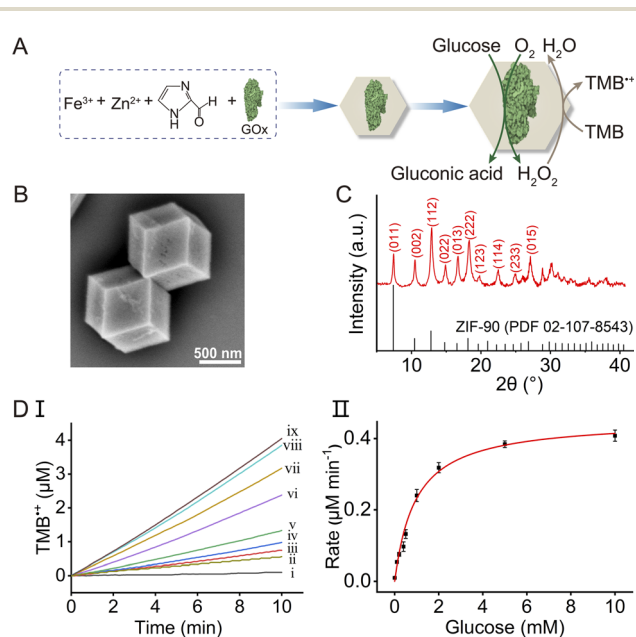 A
Fe³⁺ + Zn²⁺ + N NH O H + GOx
Glucose O₂ H₂O
TMB•⁺
TMB
Gluconic acid H₂O₂
B
500 nm
C
Intensity (a.u.)
(011) (002) (112) (022) (013) (222) (123) (114) (233) (015)
ZIF-90 (PDF 02-107-8543)
10 20 30 40
2θ (°)
D I
TMB•⁺ (μM)
4
3
2
1
0
ix
viii
vii
vi
v
iv
iii
ii
i
0 2 4 6 8 10
Time (min)
II
Rate (μM min⁻¹)
0.4
0.2
0.0
0 2 4 6 8 10
Glucose (mM)